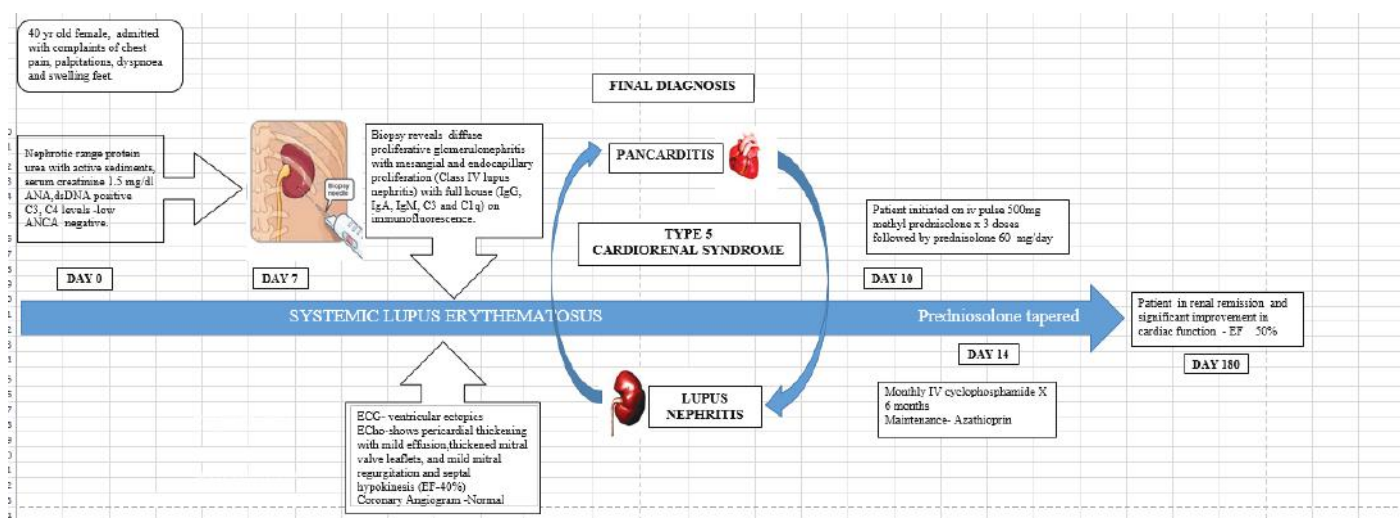 40 yr old female, admitted
with complaints of chest
pain, palpitations, dyspnoea
and swelling feet.
FINAL DIAGNOSIS
Nephrotic range protein
urea with active sediments,
serum creatinine 1.5 mg/dl
ANA,dsDNA positive
C3, C4 levels -low
ANCA negative.
Biopsy
needle
Biopsy reveals diffuse
proliferative glomerulonephritis
with mesangial and endocapillary
proliferation (Class IV lupus
nephritis) with full house (IgG,
IgA, IgM, C3 and C1q) on
immunofluorescence.
PANCARDITIS
TYPE 5
CARDIORENAL SYNDROME
Patient initiated on iv pulse 500mg
methyl prednisolone x 3 doses
followed by prednisolone 60 mg/day
DAY 0
DAY 7
DAY 10
SYSTEMIC LUPUS ERYTHEMATOSUS
Predniosolone tapered
Patient in renal remission and
significant improvement in
cardiac function - EF 50%
DAY 14
DAY 180
LUPUS
NEPHRITIS
Monthly IV cyclophosphamide X
6 months
Maintenance- Azathioprin
ECG- ventricular ectopics
ECho-shows pericardial thickening
with mild effusion,thickened mitral
valve leaflets, and mild mitral
regurgitation and septal
hypokinesis (EF-40%)
Coronary Angiogram -Normal